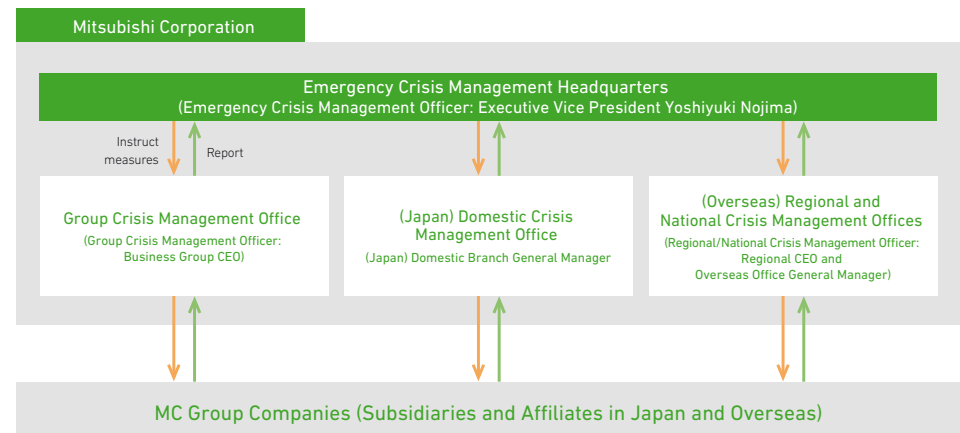 Mitsubishi Corporation
Emergency Crisis Management Headquarters
(Emergency Crisis Management Officer: Executive Vice President Yoshiyuki Nojima)
Instruct
measures
Report
Group Crisis Management Office
(Group Crisis Management Officer:
Business Group CEO)
(Japan) Domestic Crisis
Management Office
(Japan) Domestic Branch General Manager
(Overseas) Regional and
National Crisis Management Offices
(Regional/National Crisis Management Officer:
Regional CEO and
Overseas Office General Manager)
MC Group Companies (Subsidiaries and Affiliates in Japan and Overseas)